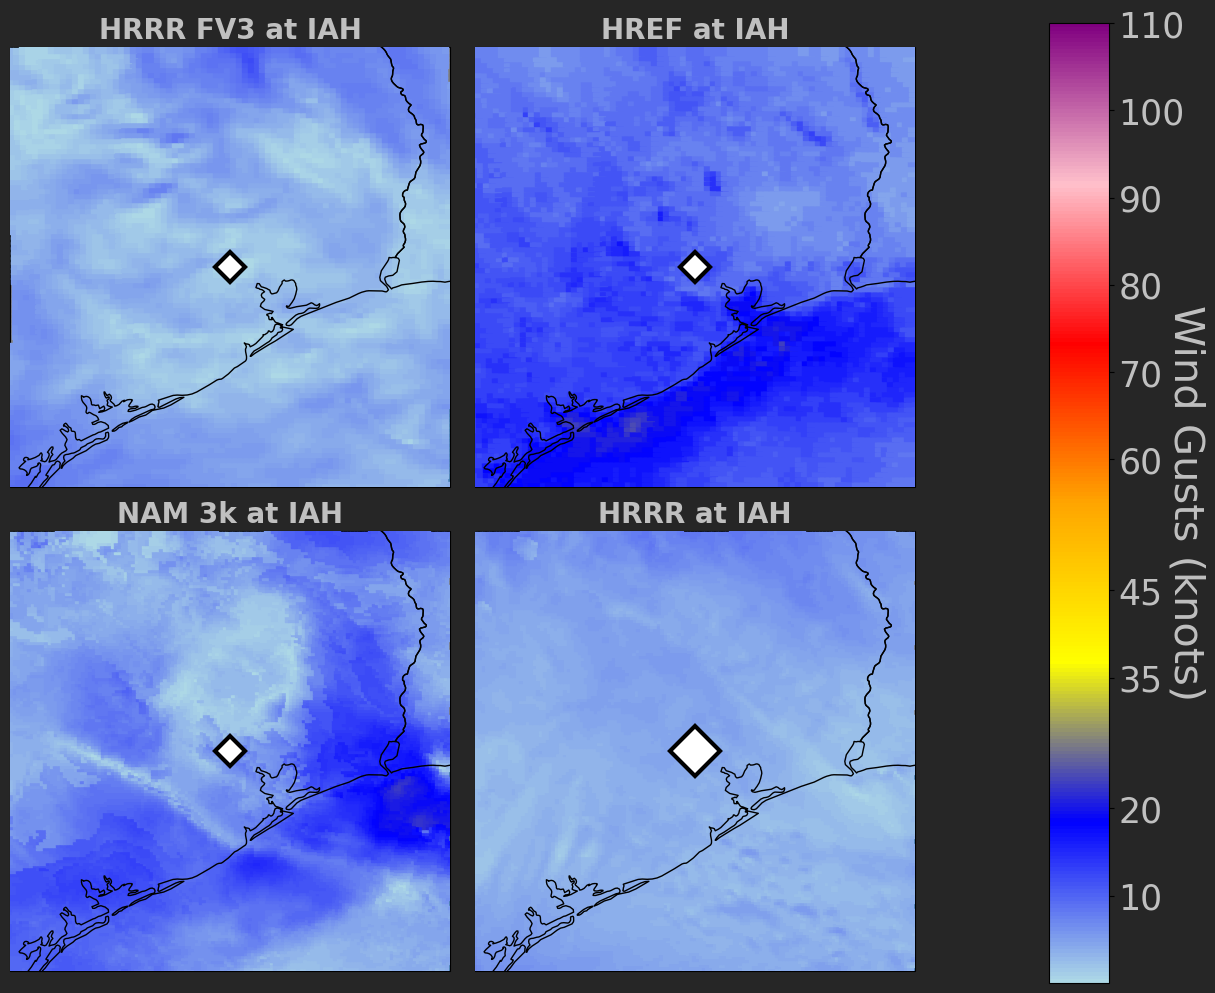 HRRR FV3 at IAH
HREF at IAH
NAM 3k at IAH
HRRR at IAH
110
100
90
80
70
60
45
35
20
10
Wind Gusts (knots)